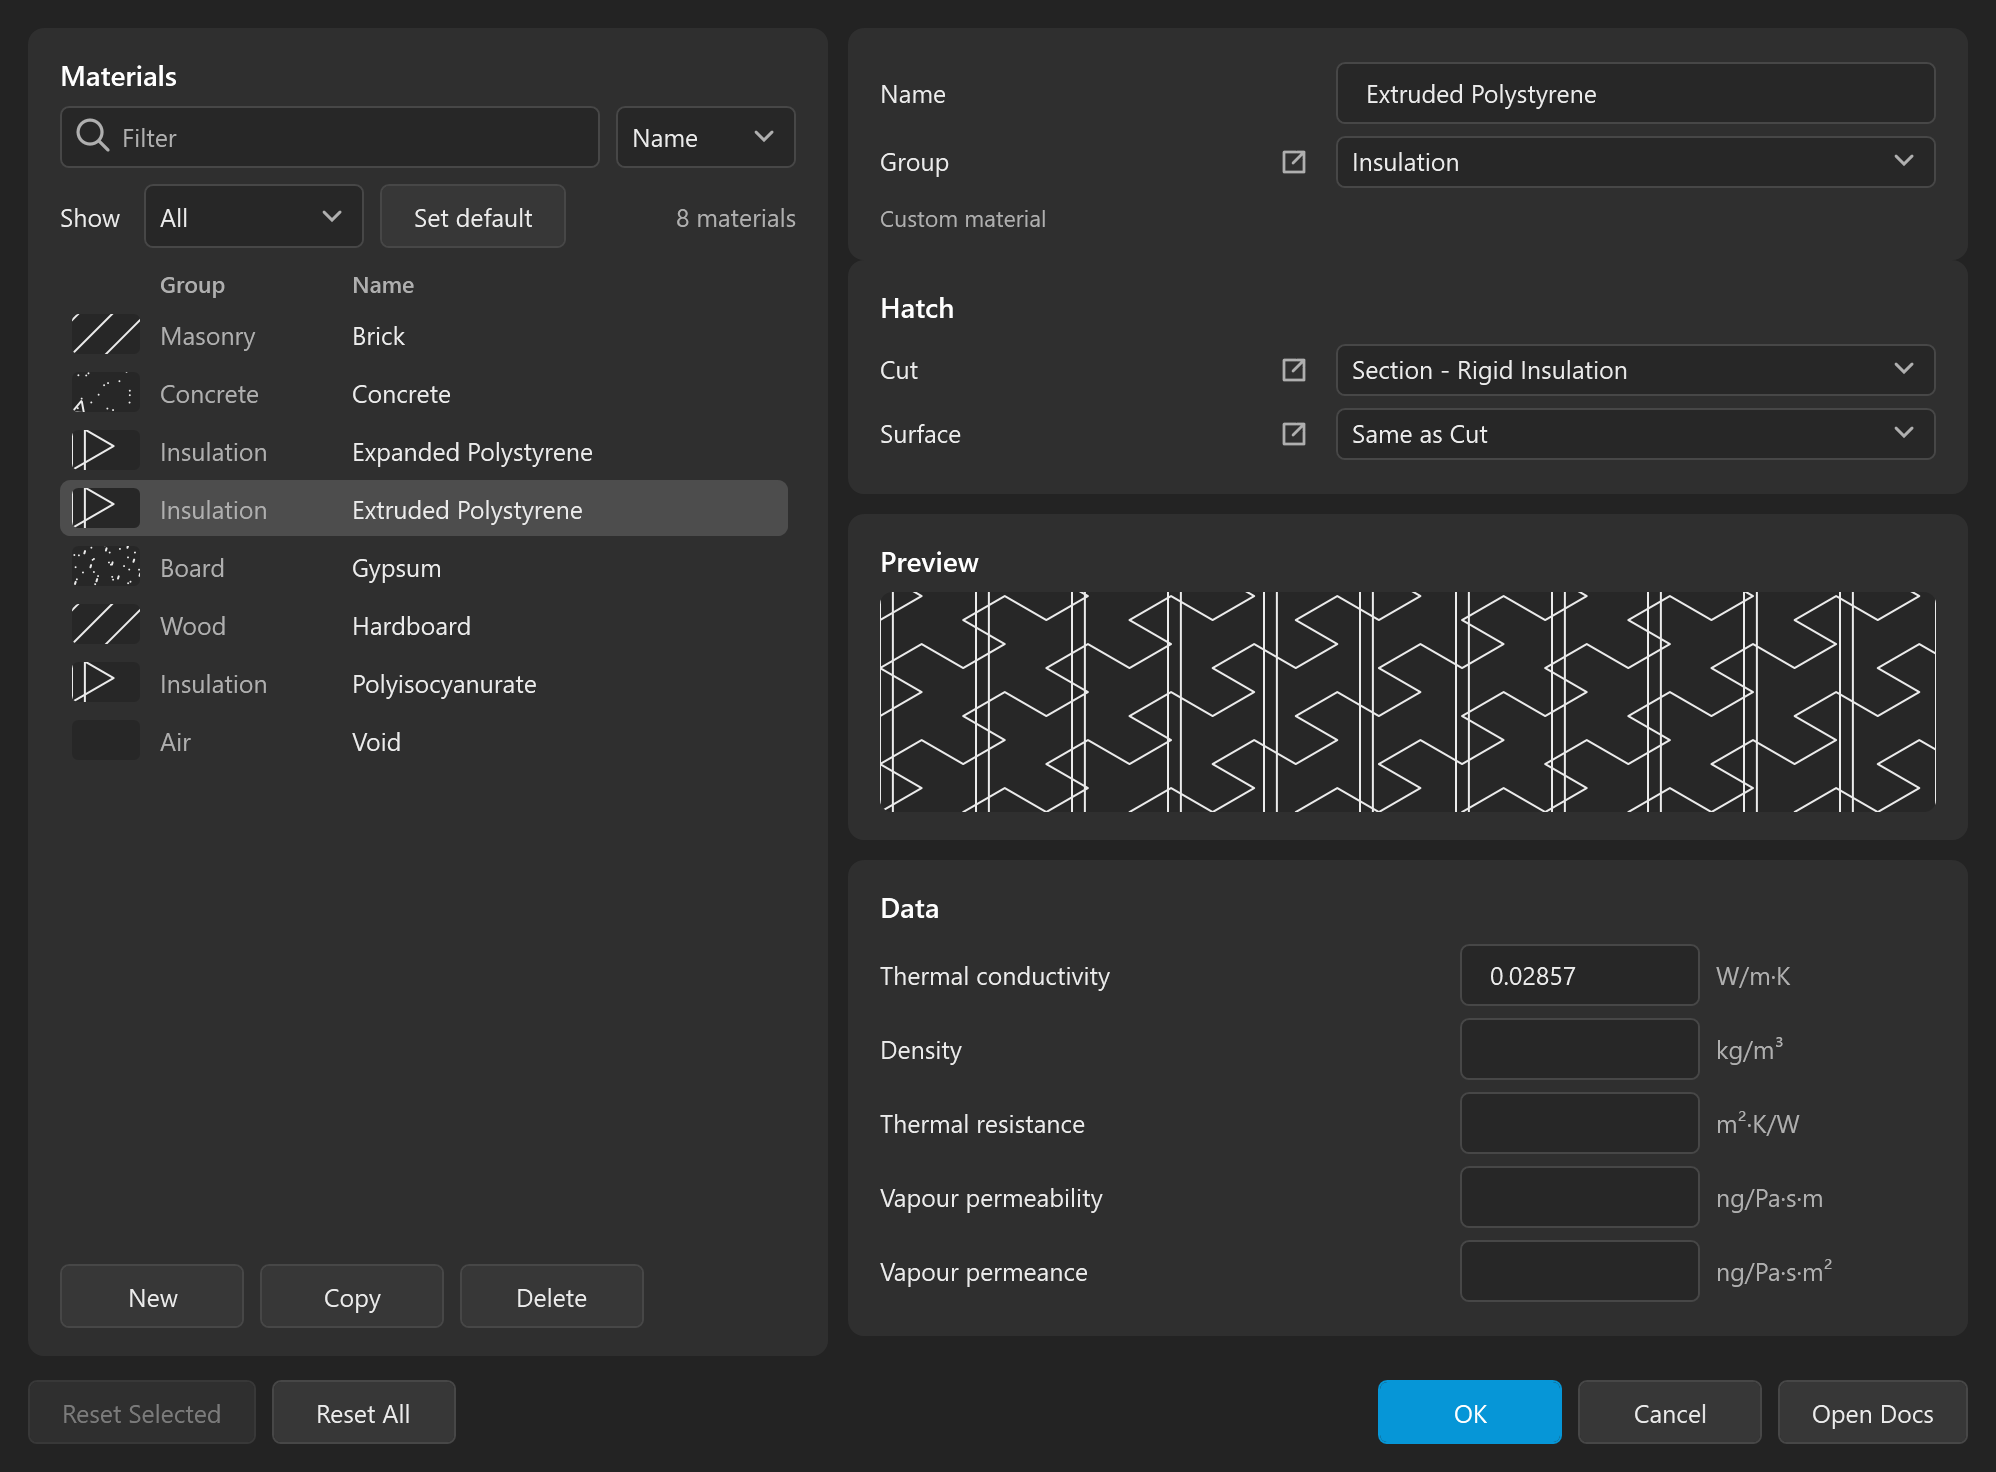 Materials
Filter
Name
Show
All
Set default
8 materials
Group Name
Masonry Brick
Concrete Concrete
Insulation Expanded Polystyrene
Insulation Extruded Polystyrene
Board Gypsum
Wood Hardboard
Insulation Polyisocyanurate
Air Void
New
Copy
Delete
Reset Selected
Reset All
Name
Extruded Polystyrene
Group
Insulation
Custom material
Hatch
Cut
Section - Rigid Insulation
Surface
Same as Cut
Preview
Data
Thermal conductivity 0.02857 W/m·K
Density kg/m³
Thermal resistance m²·K/W
Vapour permeability ng/Pa·s·m
Vapour permeance ng/Pa·s·m²
OK
Cancel
Open Docs